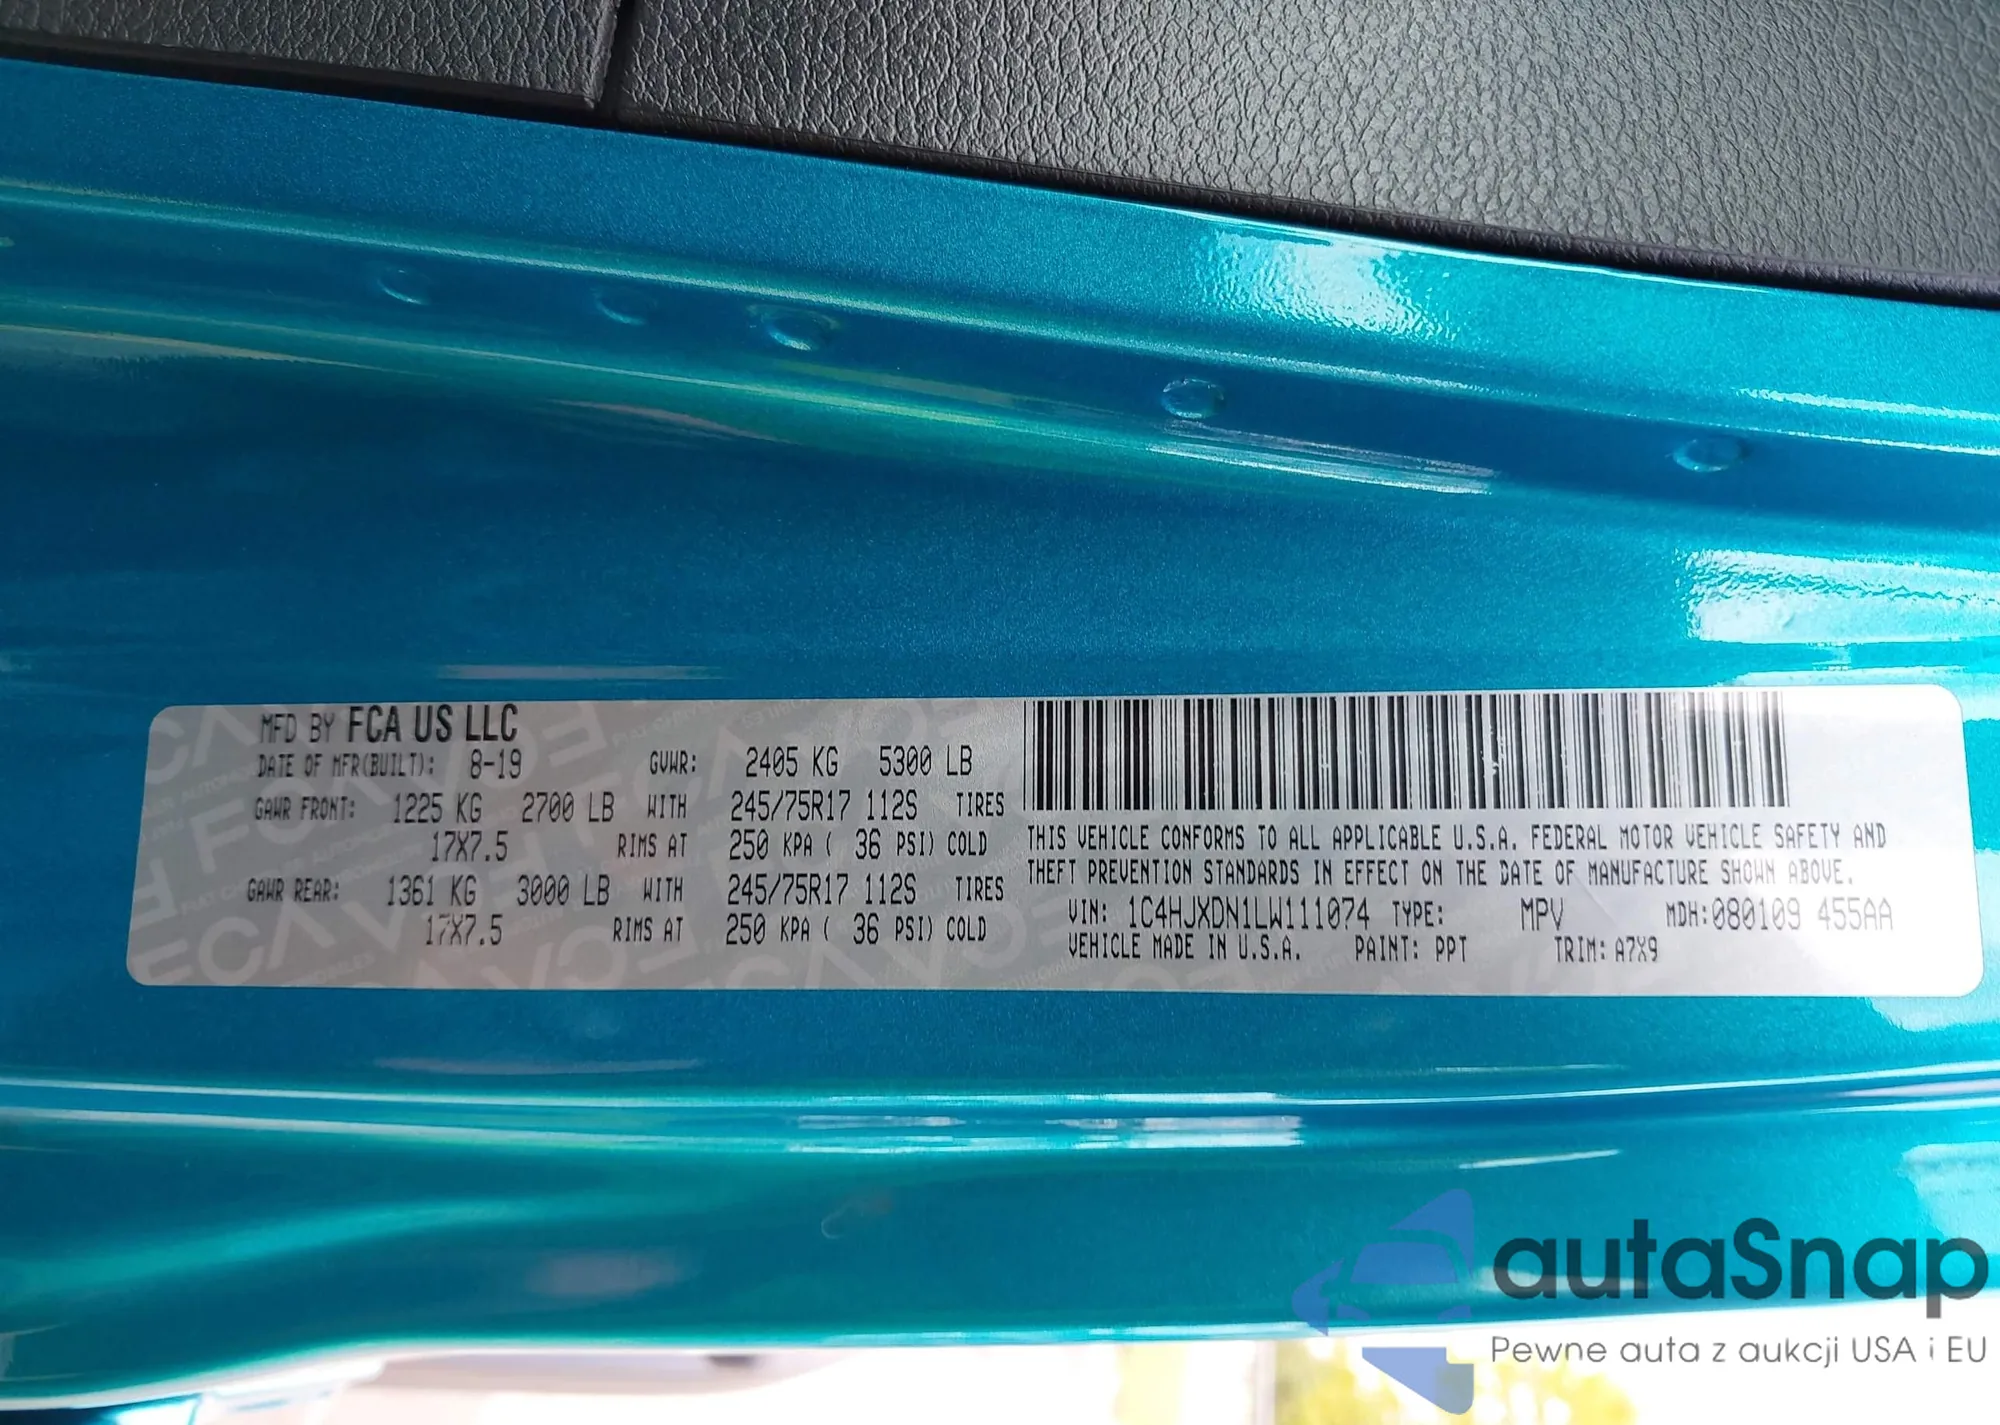 MFD BY FCA US LLC
DATE OF MFR(BUILT): 8-19 GVWR: 2405 KG 5300 LB
GAWR FRONT: 1225 KG 2700 LB WITH 245/75R17 112S TIRES
17X7.5 RIMS AT 250 KPA ( 36 PSI) COLD
GAWR REAR: 1361 KG 3000 LB WITH 245/75R17 112S TIRES
17X7.5 RIMS AT 250 KPA ( 36 PSI) COLD
THIS VEHICLE CONFORMS TO ALL APPLICABLE U.S.A. FEDERAL MOTOR VEHICLE SAFETY AND
THEFT PREVENTION STANDARDS IN EFFECT ON THE DATE OF MANUFACTURE SHOWN ABOVE.
VIN: 1C4HJXDN1LW111074 TYPE: MPV MDH:080109 455AA
VEHICLE MADE IN U.S.A. PAINT: PPT TRIM: A7X9
autaSnap
Pewne auta z aukcji USA i EU